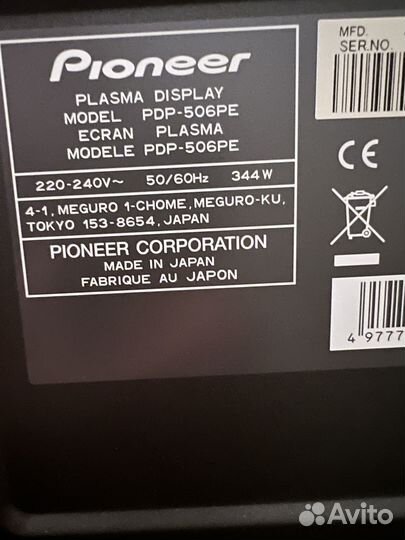 Pioneer
PLASMA DISPLAY
MODEL PDP-506PE
ECRAN PLASMA
MODELE PDP-506PE
220-240V~ 50/60Hz 344W
4-1, MEGURO 1-CHOME, MEGURO-KU,
TOKYO 153-8654, JAPAN
PIONEER CORPORATION
MADE IN JAPAN
FABRIQUE AU JAPON
MFD.
SER.NO.
CE
4 9777
Avito